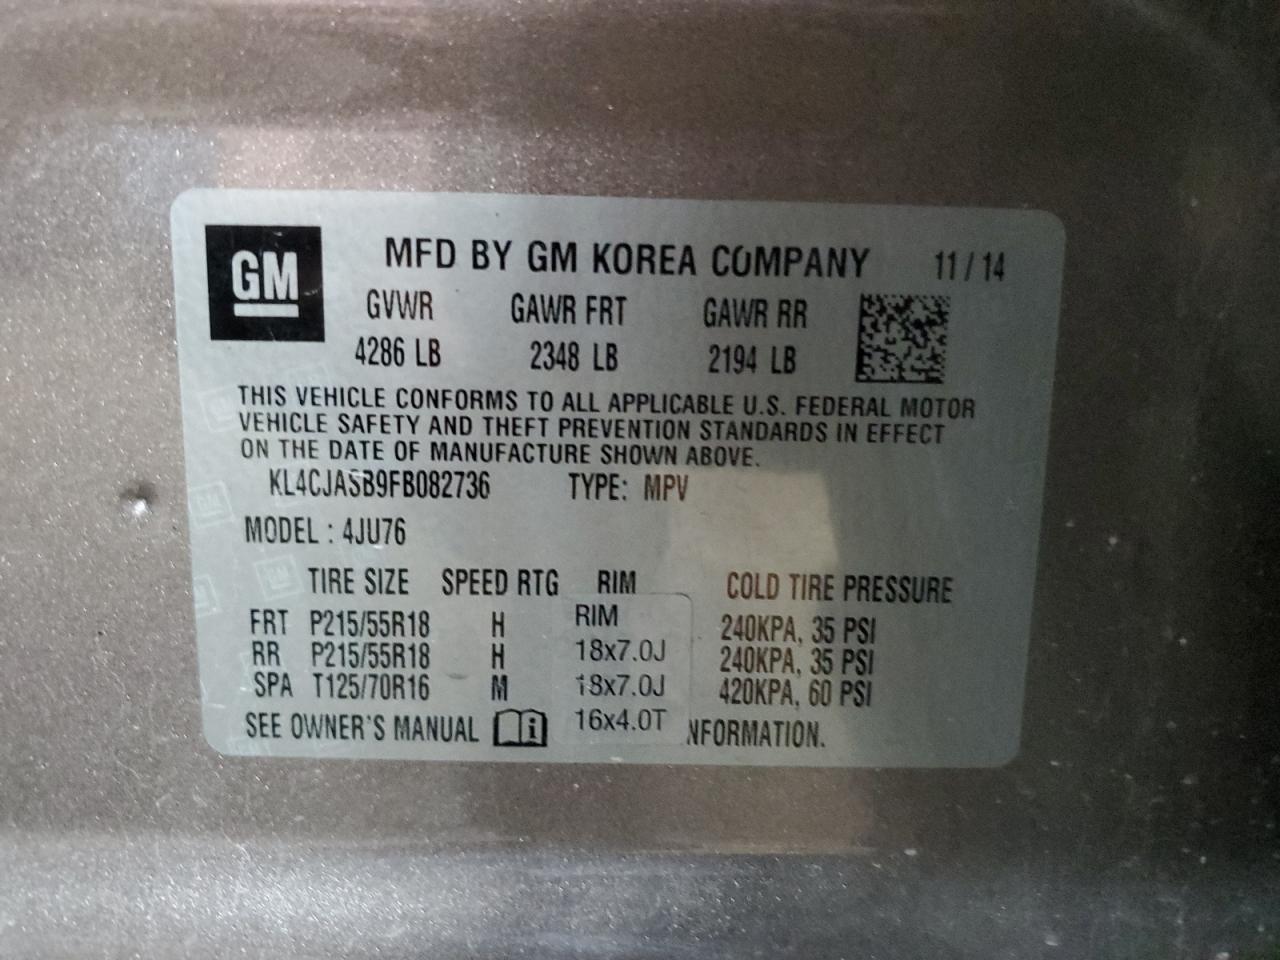 GM
MFD BY GM KOREA COMPANY 11 / 14
GVWR GAWR FRT GAWR RR
4286 LB 2348 LB 2194 LB
THIS VEHICLE CONFORMS TO ALL APPLICABLE U.S. FEDERAL MOTOR
VEHICLE SAFETY AND THEFT PREVENTION STANDARDS IN EFFECT
ON THE DATE OF MANUFACTURE SHOWN ABOVE.
KL4CJASB9FB082736 TYPE: MPV
MODEL : 4JU76
TIRE SIZE SPEED RTG RIM COLD TIRE PRESSURE
RIM
FRT P215/55R18 H 18x7.0J 240KPA, 35 PSI
RR P215/55R18 H 18x7.0J 240KPA, 35 PSI
SPA T125/70R16 M 16x4.0T 420KPA, 60 PSI
SEE OWNER'S MANUAL NFORMATION.